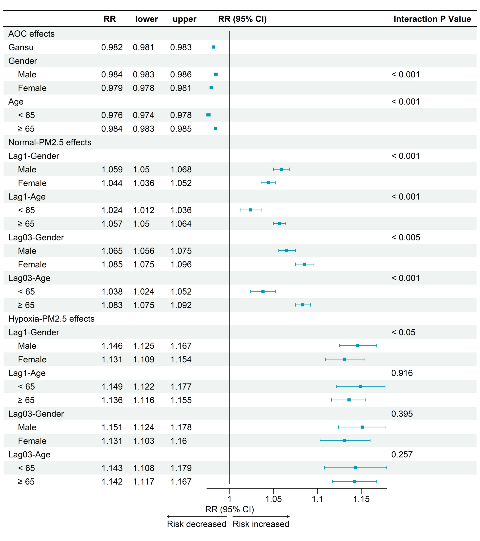 RR lower upper RR (95% CI) Interaction P Value
AOC effects
Gansu 0.982 0.981 0.983
Gender
Male 0.984 0.983 0.986 < 0.001
Female 0.979 0.978 0.981
Age < 0.001
< 65 0.976 0.974 0.978
≥ 65 0.984 0.983 0.985
Normal-PM2.5 effects
Lag1-Gender < 0.001
Male 1.059 1.05 1.068
Female 1.044 1.036 1.052
Lag1-Age < 0.001
< 65 1.024 1.012 1.036
≥ 65 1.057 1.05 1.064
Lag03-Gender < 0.005
Male 1.065 1.056 1.075
Female 1.085 1.075 1.096
Lag03-Age < 0.001
< 65 1.038 1.024 1.052
≥ 65 1.083 1.075 1.092
Hypoxia-PM2.5 effects
Lag1-Gender < 0.05
Male 1.146 1.125 1.167
Female 1.131 1.109 1.154
Lag1-Age 0.916
< 65 1.149 1.122 1.177
≥ 65 1.136 1.116 1.155
Lag03-Gender 0.395
Male 1.151 1.124 1.178
Female 1.131 1.103 1.16
Lag03-Age 0.257
< 65 1.143 1.108 1.179
≥ 65 1.142 1.117 1.167
1 1.05 1.1 1.15
RR (95% CI)
Risk decreased Risk increased